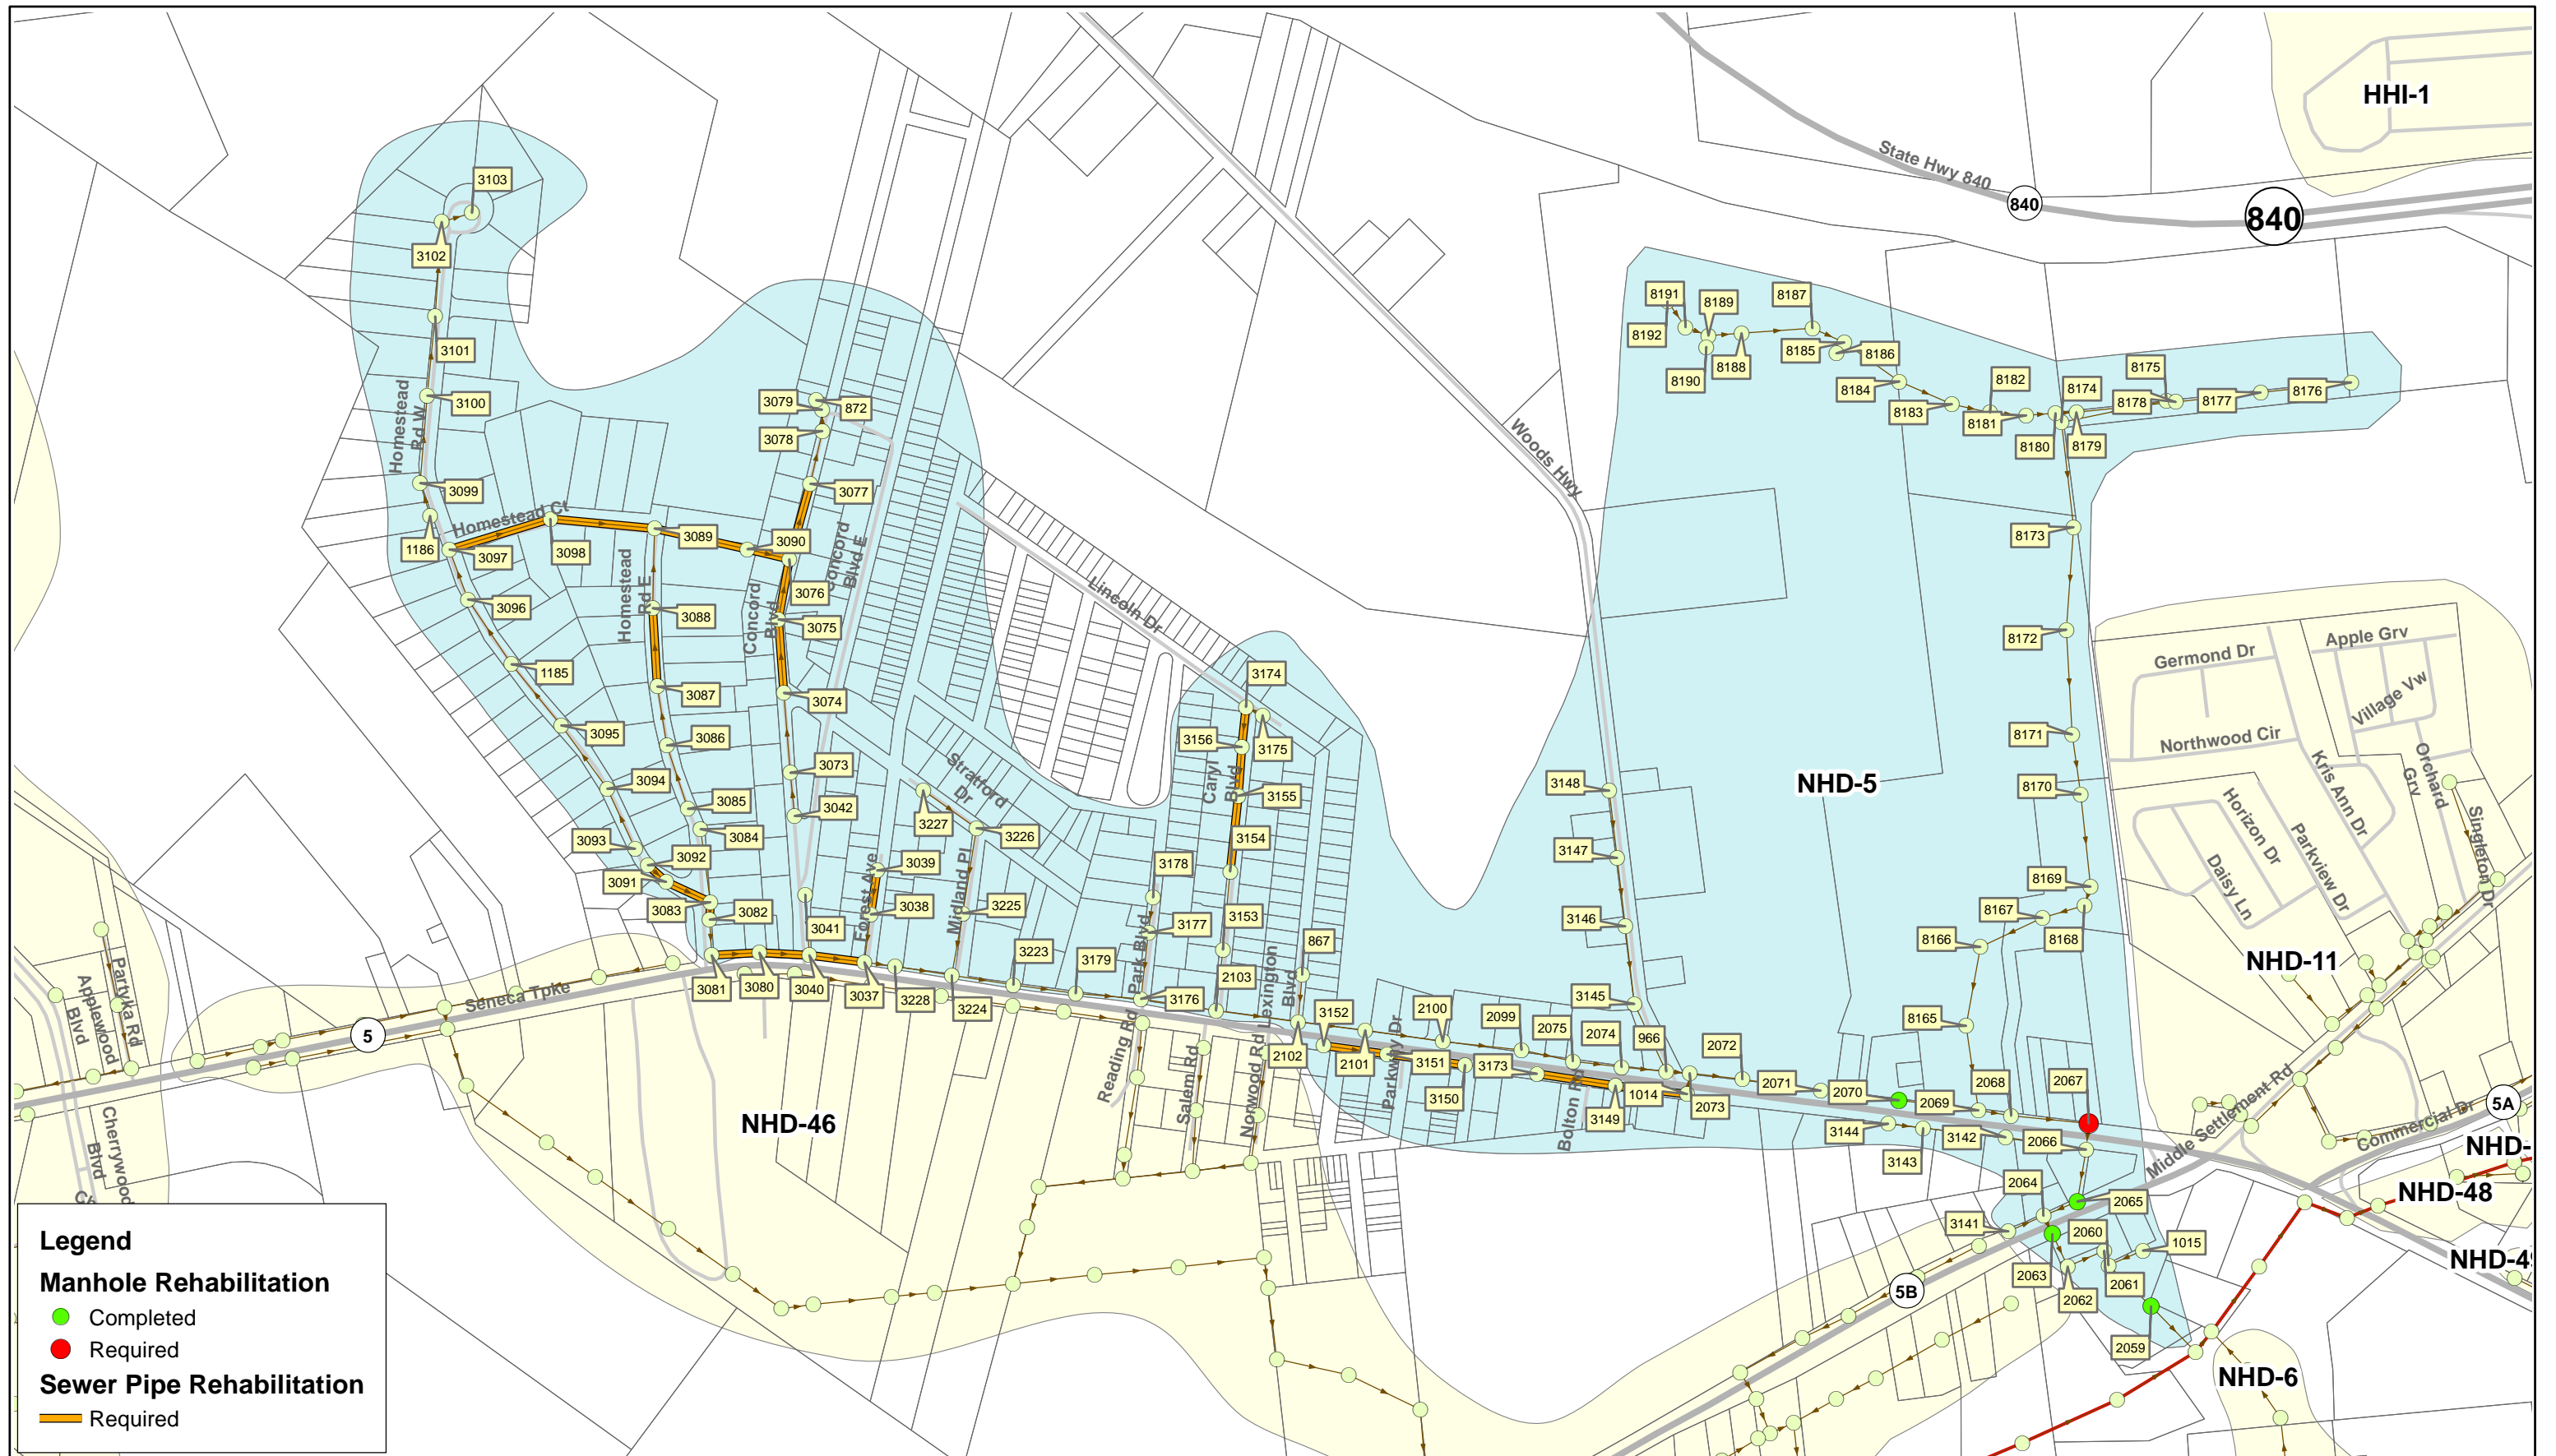 HHI-1
State Hwy 840
840
840
3103
3102
3101
3100
3099
1186
Homestead
Rd W
Homestead Ct
3097
3098
3089
3090
3079
872
3078
3077
Concord
Blvd E
3076
3075
3074
Concord
Blvd
Homestead
Rd E
3088
3087
3086
3085
3084
3096
1185
3095
3094
3093
3092
3091
3083
3082
3073
3042
3041
3081
3080
3040
3037
3228
3224
3039
3038
Forest Ave
3227
3226
3225
Midland Pl
Stratford
Dr
Lincoln Dr
Woods Hwy
3174
3175
3156
3155
3154
3153
Caryl
Blvd
3178
3177
3176
Park Blvd
3223
3179
2103
867
Lexington
Blvd
2102
3152
2101
3151
3150
2100
2099
3173
2075
2074
966
3149
1014
2073
2072
2071
2070
2069
2068
2067
3148
3147
3146
3145
NHD-5
8191
8192
8189
8190
8188
8187
8185
8186
8184
8183
8182
8181
8180
8174
8179
8178
8175
8177
8176
8173
8172
8171
8170
8169
8168
8167
8166
8165
3144
3143
3142
2066
2065
2064
3141
2063
2062
2060
2061
1015
2059
Germond Dr
Apple Grv
Village Vw
Northwood Cir
Kris Ann Dr
Orchard
Grv
Horizon Dr
Parkview Dr
Daisy Ln
Singleton Dr
NHD-11
Middle Settlement Rd
Commercial Dr
5A
NHD-
NHD-48
NHD-49
NHD-6
5B
Seneca Tpke
5
Partyka Rd
Applewood
Blvd
Cherrywood
Blvd
NHD-46
Reading Rd
Salem Rd
Norwood Rd
Parkway Dr
Bolton Rd
Legend
Manhole Rehabilitation
Completed
Required
Sewer Pipe Rehabilitation
Required